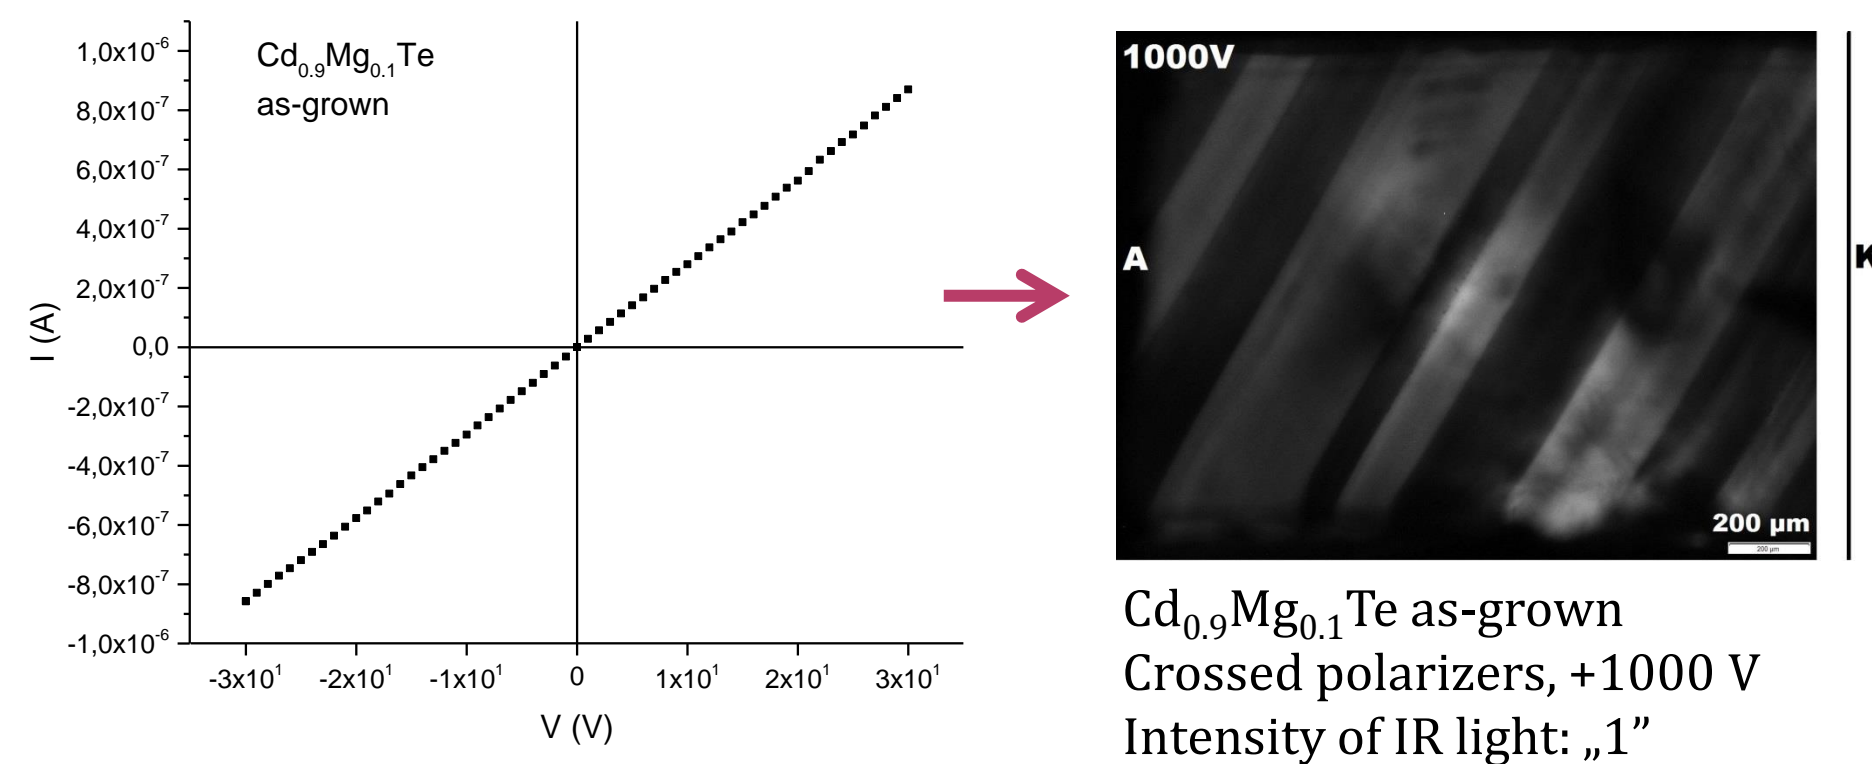 Cd₀.₉Mg₀.₁Te
as-grown
1,0x10⁻⁶
8,0x10⁻⁷
6,0x10⁻⁷
4,0x10⁻⁷
2,0x10⁻⁷
0,0
-2,0x10⁻⁷
-4,0x10⁻⁷
-6,0x10⁻⁷
-8,0x10⁻⁷
-1,0x10⁻⁶
I (A)
-3x10¹ -2x10¹ -1x10¹ 0 1x10¹ 2x10¹ 3x10¹
V (V)
1000V
A
K
200 µm
200 µm
Cd₀.₉Mg₀.₁Te as-grown
Crossed polarizers, +1000 V
Intensity of IR light: „1”